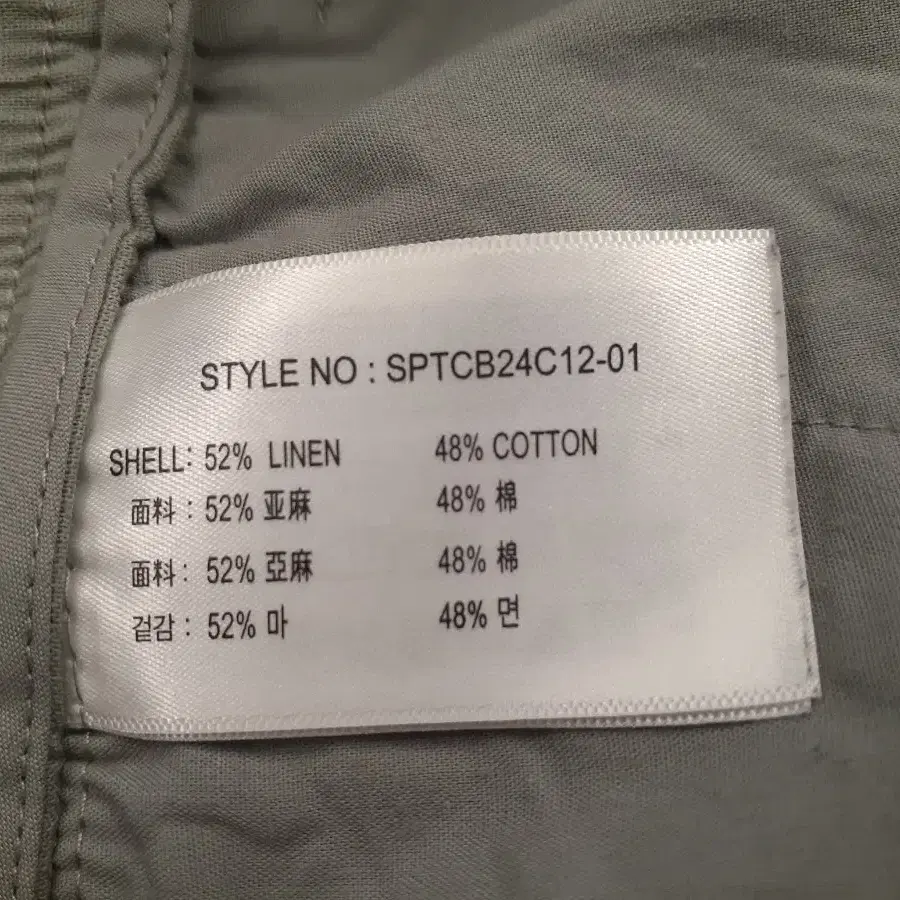 STYLE NO : SPTCB24C12-01
SHELL: 52% LINEN 48% COTTON
面料 : 52% 亚麻 48% 棉
面料 : 52% 亞麻 48% 棉
겉감 : 52% 마 48% 면